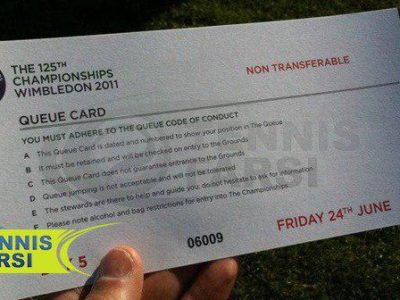 THE 125TH
CHAMPIONSHIPS
WIMBLEDON 2011
NON TRANSFERABLE
QUEUE CARD
YOU MUST ADHERE TO THE QUEUE CODE OF CONDUCT
A This Queue Card is dated and numbered to show your position in The Queue
B It must be retained and will be checked on entry to the Grounds
C This Queue Card does not guarantee entrance to the Grounds
D Queue jumping is not acceptable and will not be tolerated
E The stewards are there to help and guide you, do not hesitate to ask for information
F Please note alcohol and bag restrictions for entry into The Championships
5
06009
FRIDAY 24TH JUNE
NNIS
RSI
NNIS
RSI